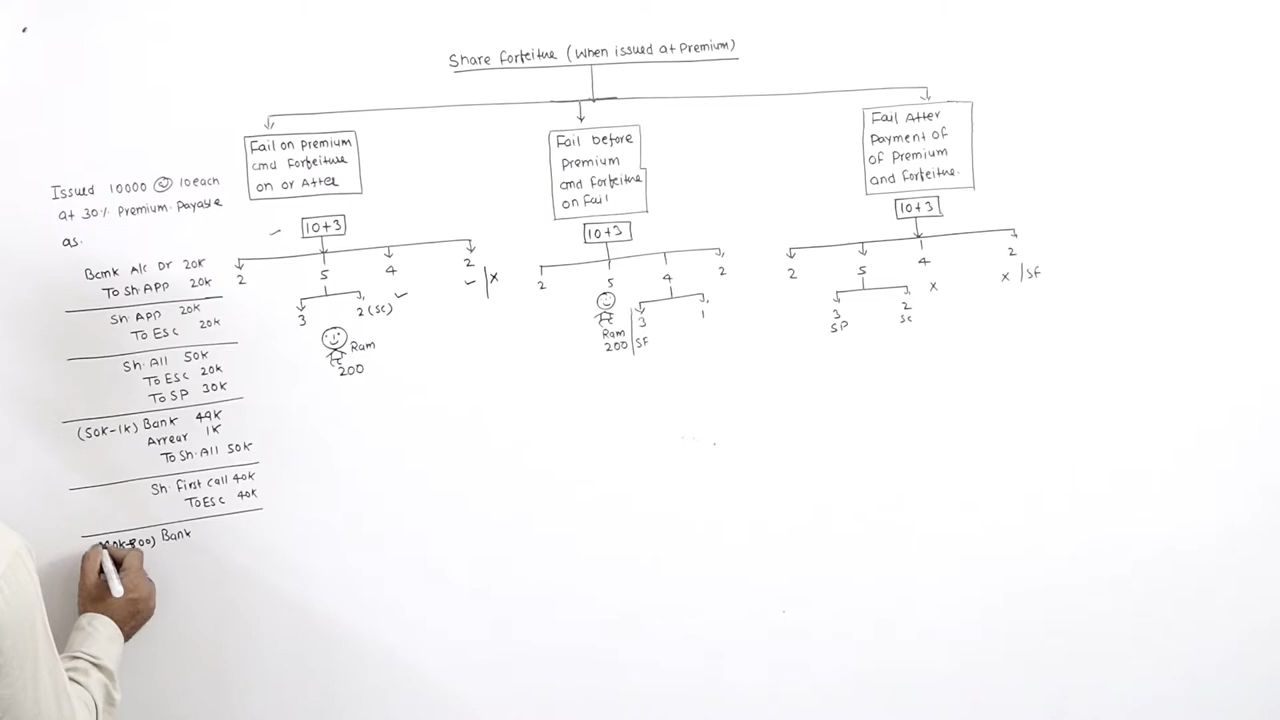 Share Forfeitue (When issued at Premium)
Fail on premium
and Forfeiture
on or After
Fail before
Premium
and Forfeitue
on Fail
Fail After
Payment of
of Premium
and Forfeitue.
Issued 10000 @ 10 each
at 30% Premium Payable
as.
Bank A/c Dr 20K
To Sh APP 20K
Sh. APP 20K
To ESC 20K
Sh. All 50K
To ESC 20K
To SP 30K
(50K-1K) Bank 49K
Arrear 1K
To Sh. All 50K
Sh. First call 40K
To ESC 40K
Bank
10+3
2 5 4 2
✓ | x
3 2 (SC) ✓
Ram
200
10+3
2 5 4 2
3 1
Ram
200 SF
10+3
2 5 4 2
x x / SF
3 2
SP SC